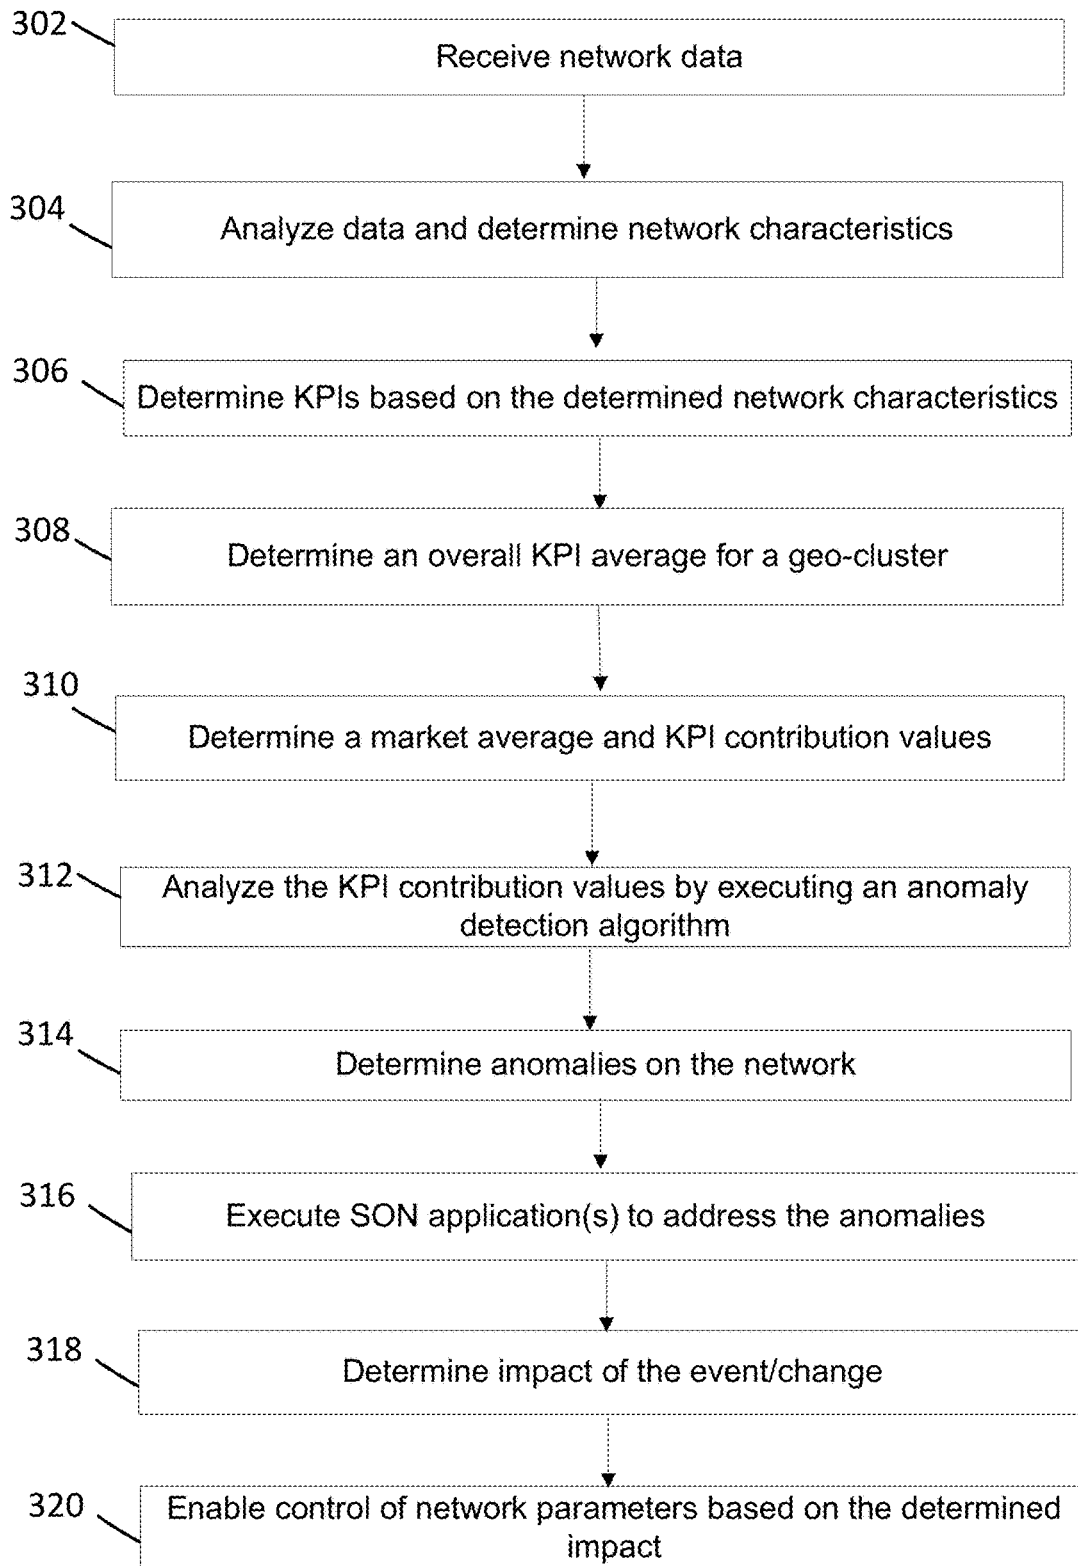 302
Receive network data
304
Analyze data and determine network characteristics
306
Determine KPIs based on the determined network characteristics
308
Determine an overall KPI average for a geo-cluster
310
Determine a market average and KPI contribution values
312
Analyze the KPI contribution values by executing an anomaly
detection algorithm
314
Determine anomalies on the network
316
Execute SON application(s) to address the anomalies
318
Determine impact of the event/change
320
Enable control of network parameters based on the determined
impact